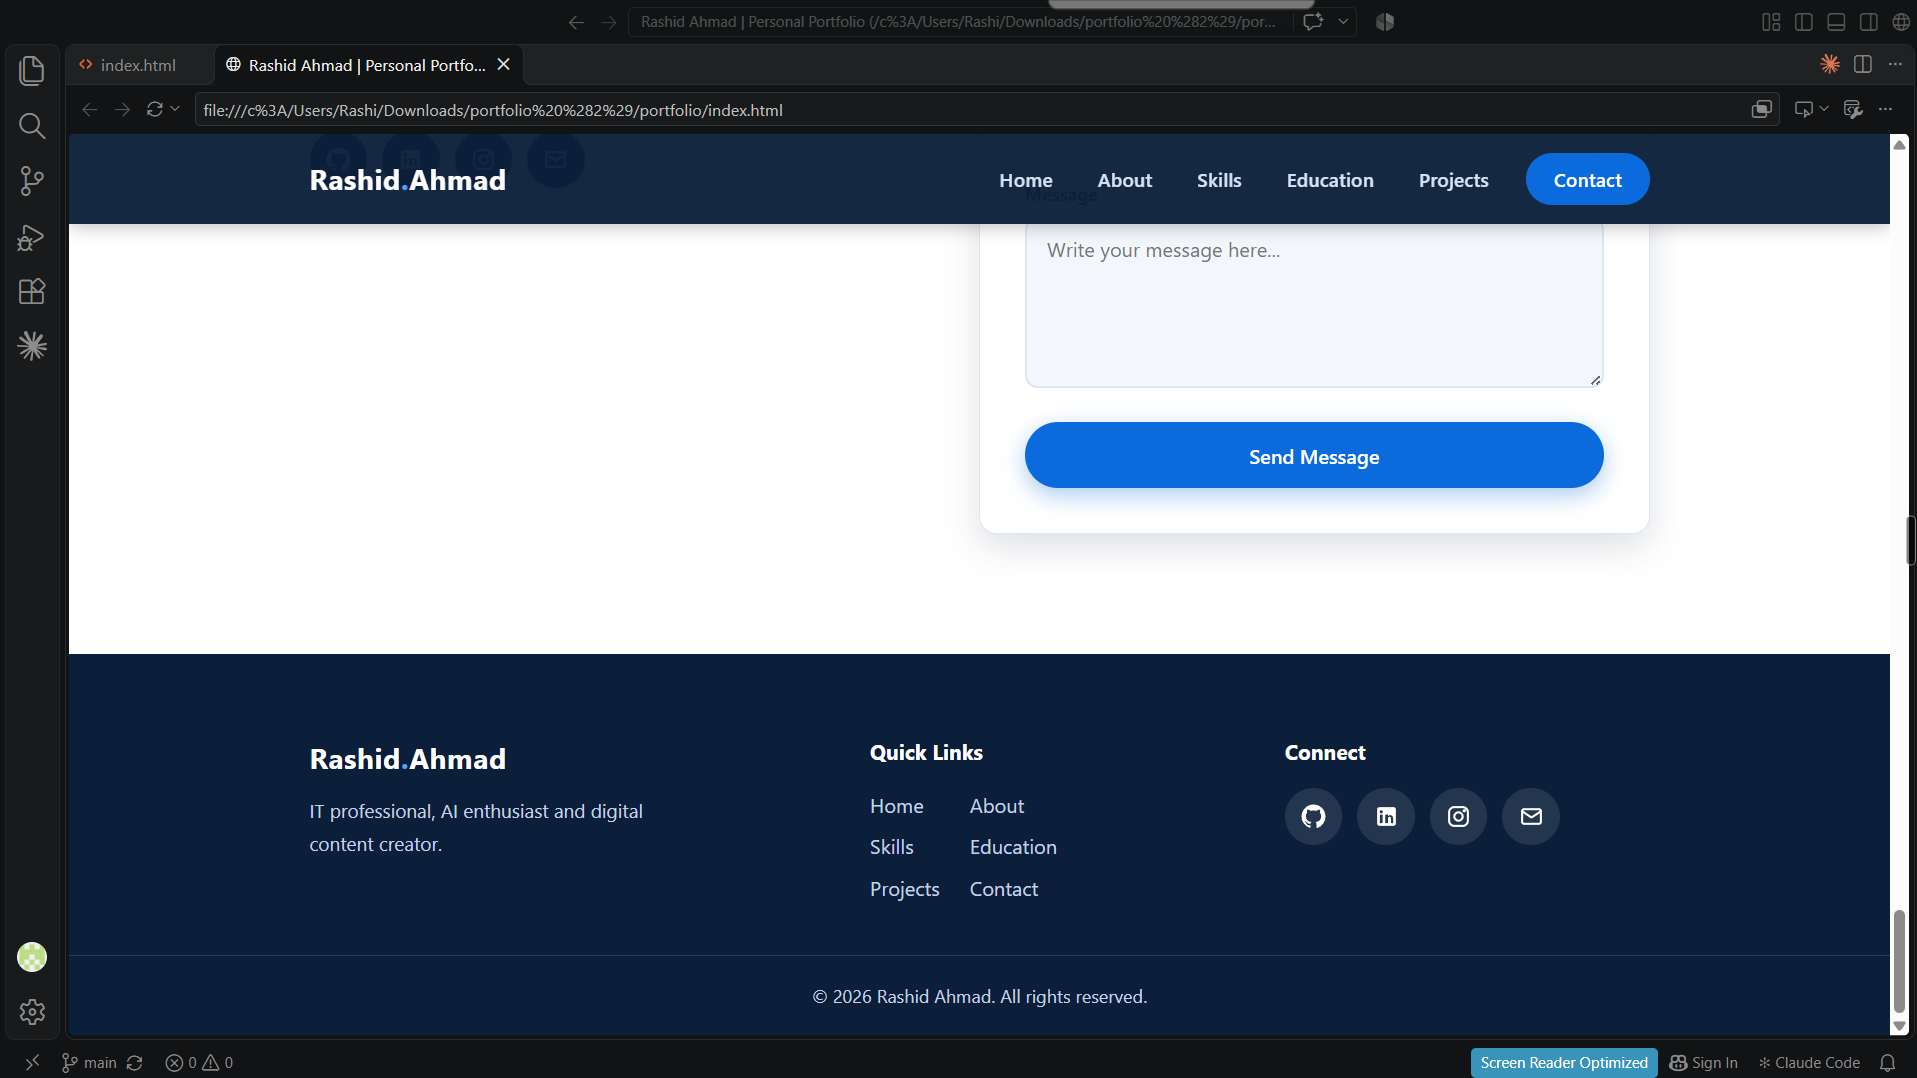 Rashid Ahmad | Personal Portfolio (/c%3A/Users/Rashi/Downloads/portfolio%20%282%29/por...
index.html
Rashid Ahmad | Personal Portfo...
file:///c%3A/Users/Rashi/Downloads/portfolio%20%282%29/portfolio/index.html
Rashid.Ahmad
Home
About
Skills
Education
Projects
Contact
Message
Write your message here...
Send Message
Rashid.Ahmad
IT professional, AI enthusiast and digital
content creator.
Quick Links
Home About
Skills Education
Projects Contact
Connect
© 2026 Rashid Ahmad. All rights reserved.
main 0 0 Screen Reader Optimized Sign In Claude Code